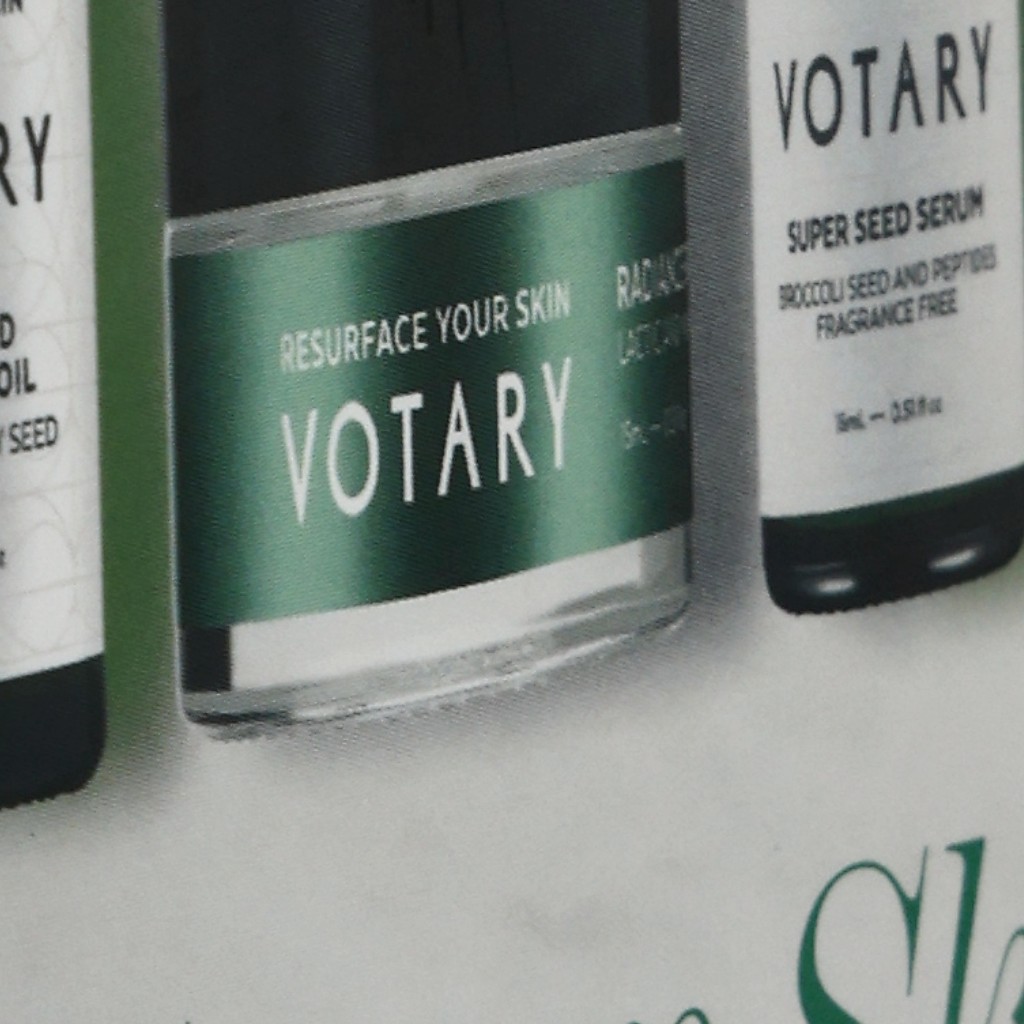 RY
D
OIL
SEED
RESURFACE YOUR SKIN
VOTARY
VOTARY
SUPER SEED SERUM
BROCCOLI SEED AND PEPTIDES
FRAGRANCE FREE
15mL — 0.51 fl oz